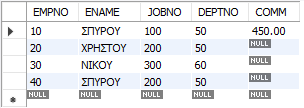 EMPNO ENAME JOBNO DEPTNO COMM
10 ΣΠΥΡΟΥ 100 50 450.00
20 ΧΡΗΣΤΟΥ 200 50 NULL
30 ΝΙΚΟΥ 300 60 NULL
40 ΣΠΥΡΟΥ 200 50 NULL
NULL NULL NULL NULL NULL